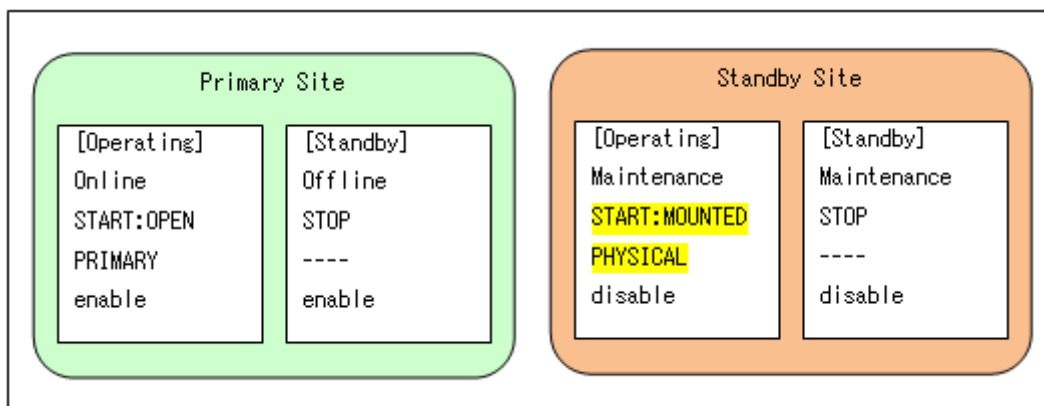 Primary Site
[Operating]
Online
START:OPEN
PRIMARY
enable
[Standby]
Offline
STOP
----
enable
Standby Site
[Operating]
Maintenance
START:MOUNTED
PHYSICAL
disable
[Standby]
Maintenance
STOP
----
disable